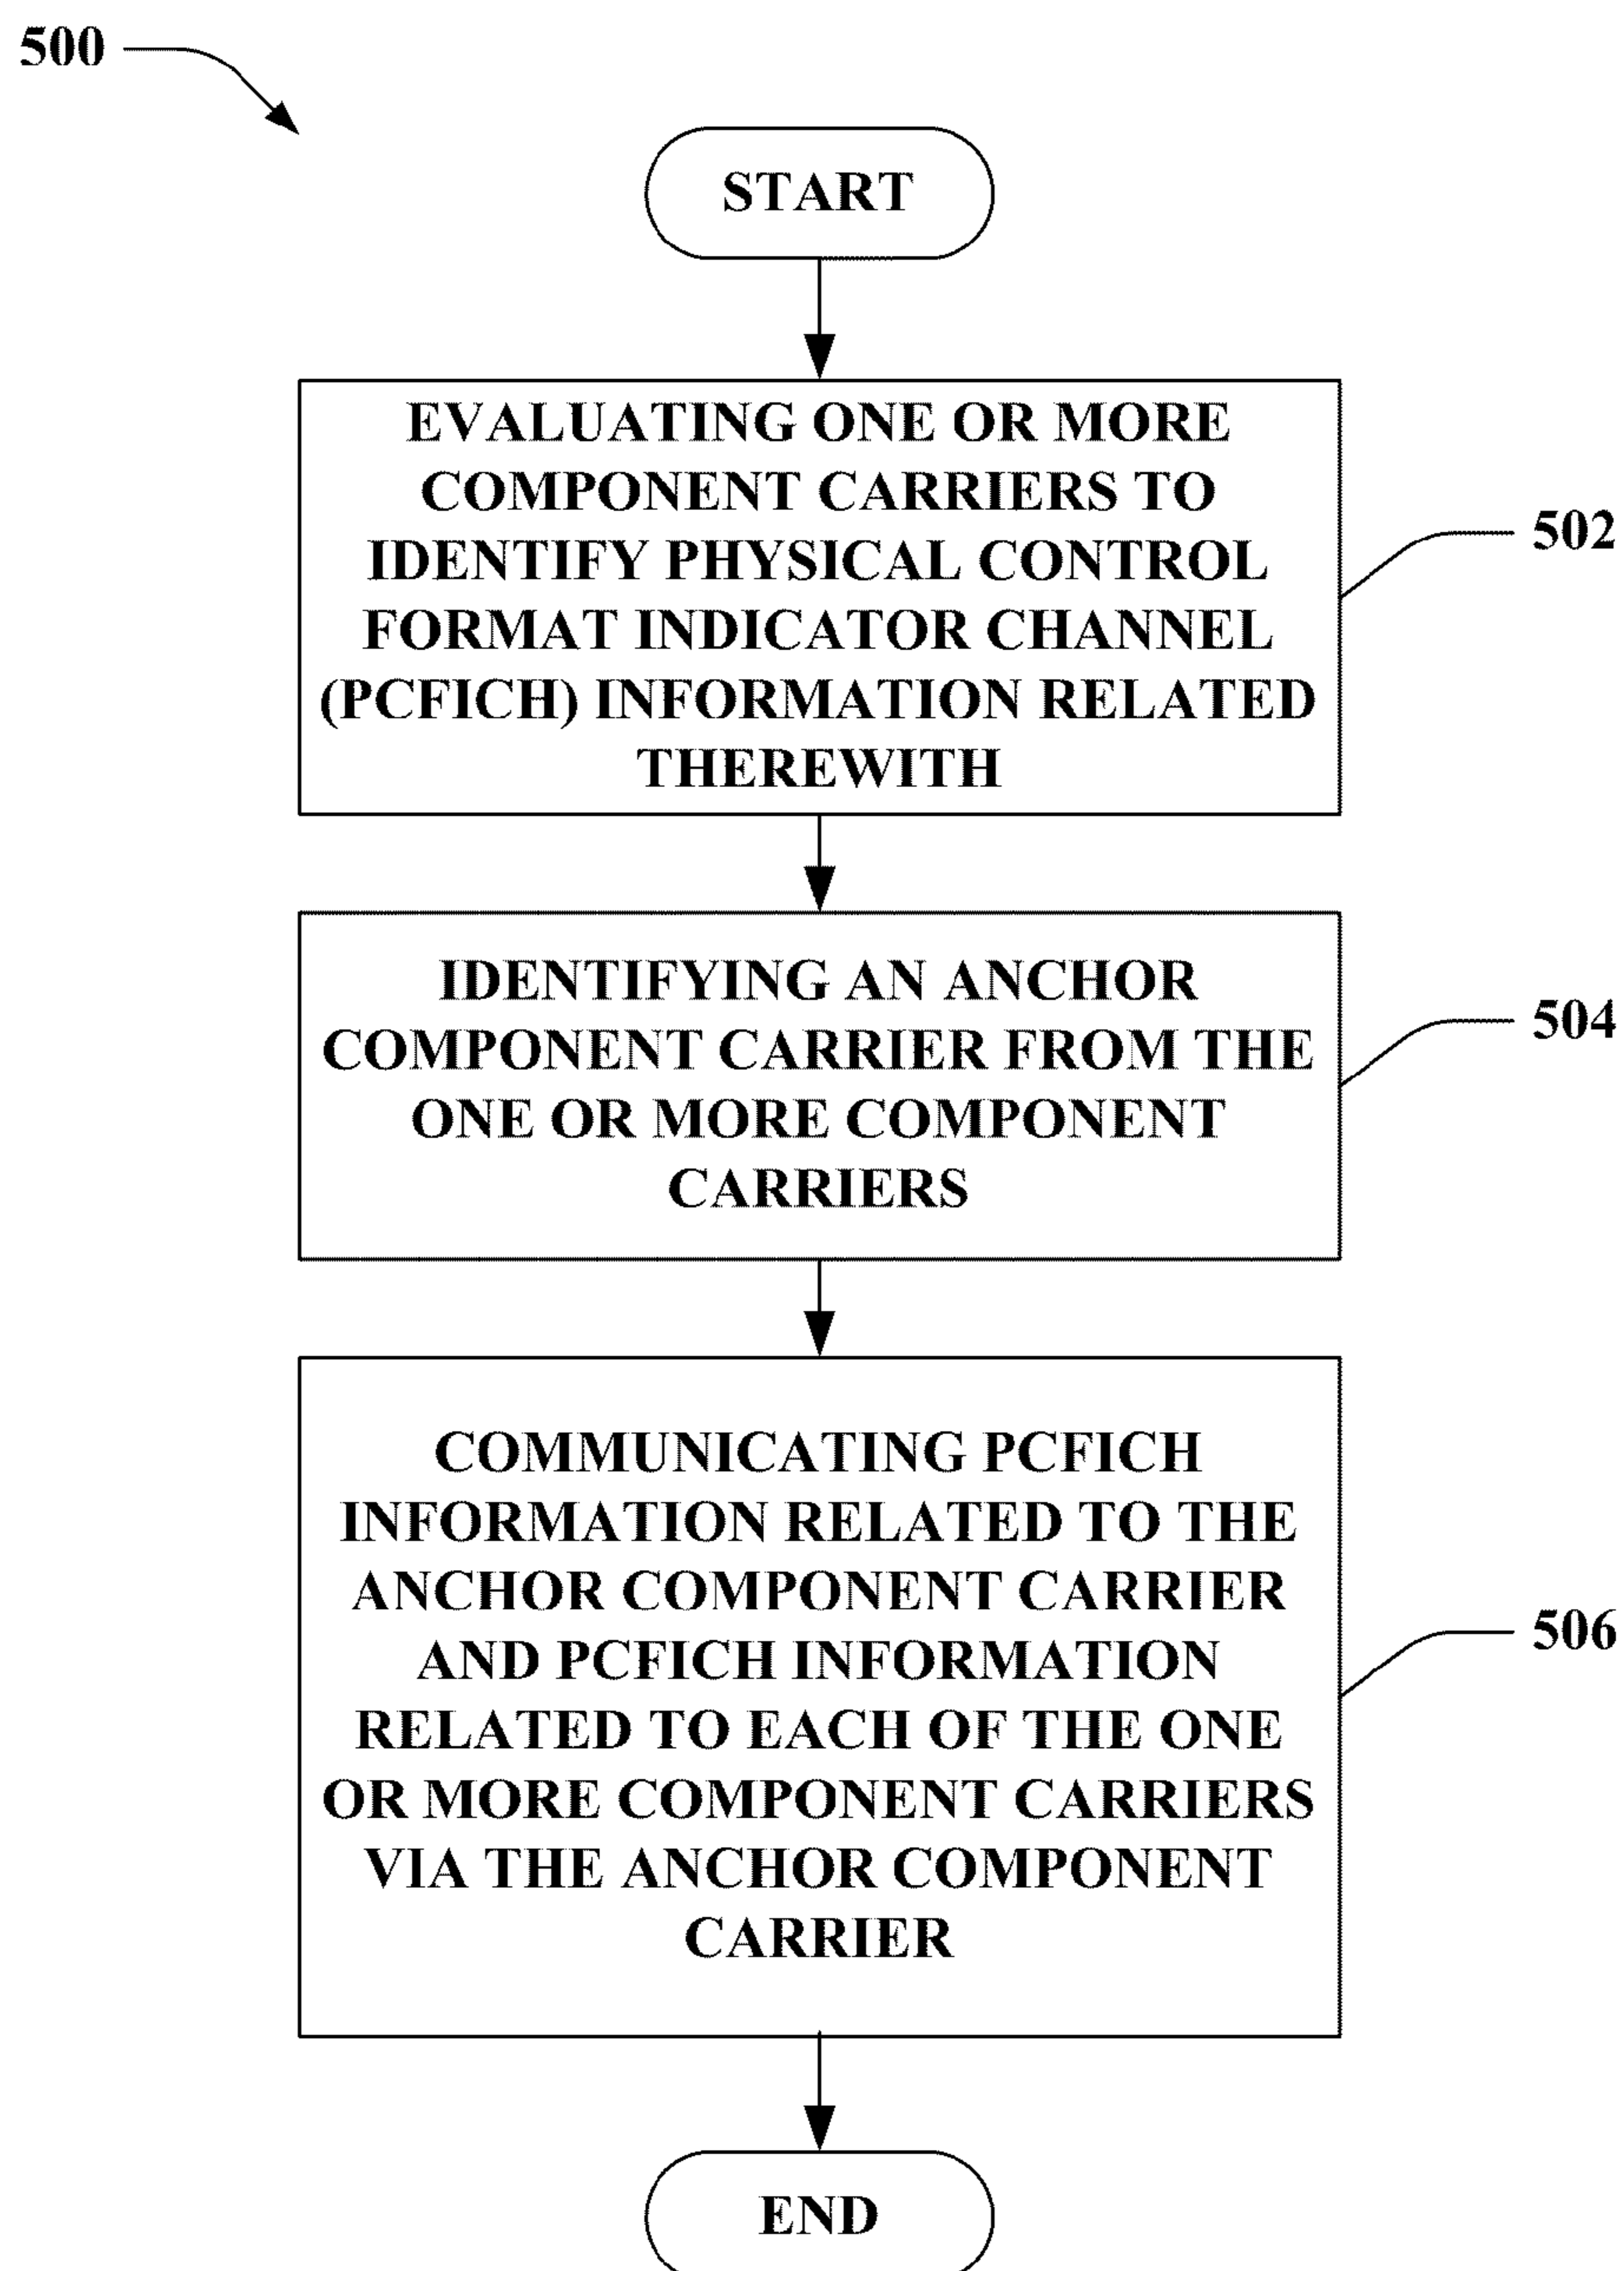 500
START
EVALUATING ONE OR MORE
COMPONENT CARRIERS TO
IDENTIFY PHYSICAL CONTROL
FORMAT INDICATOR CHANNEL
(PCFICH) INFORMATION RELATED
THEREWITH
502
IDENTIFYING AN ANCHOR
COMPONENT CARRIER FROM THE
ONE OR MORE COMPONENT
CARRIERS
504
COMMUNICATING PCFICH
INFORMATION RELATED TO THE
ANCHOR COMPONENT CARRIER
AND PCFICH INFORMATION
RELATED TO EACH OF THE ONE
OR MORE COMPONENT CARRIERS
VIA THE ANCHOR COMPONENT
CARRIER
506
END